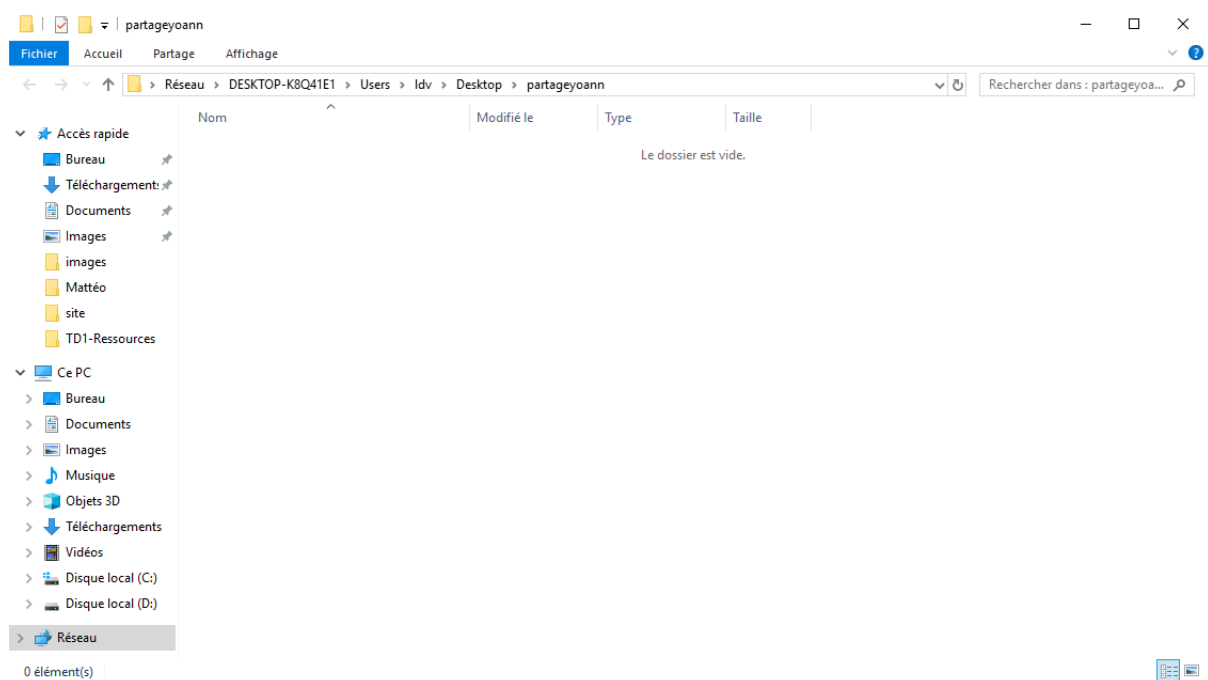 partageyoann
Fichier Accueil Partage Affichage
Réseau > DESKTOP-K8Q41E1 > Users > ldv > Desktop > partageyoann
Rechercher dans : partageyoa...
Nom Modifié le Type Taille
Le dossier est vide.
Accès rapide
Bureau
Téléchargements
Documents
Images
images
Mattéo
site
TD1-Ressources
Ce PC
Bureau
Documents
Images
Musique
Objets 3D
Téléchargements
Vidéos
Disque local (C:)
Disque local (D:)
Réseau
0 élément(s)